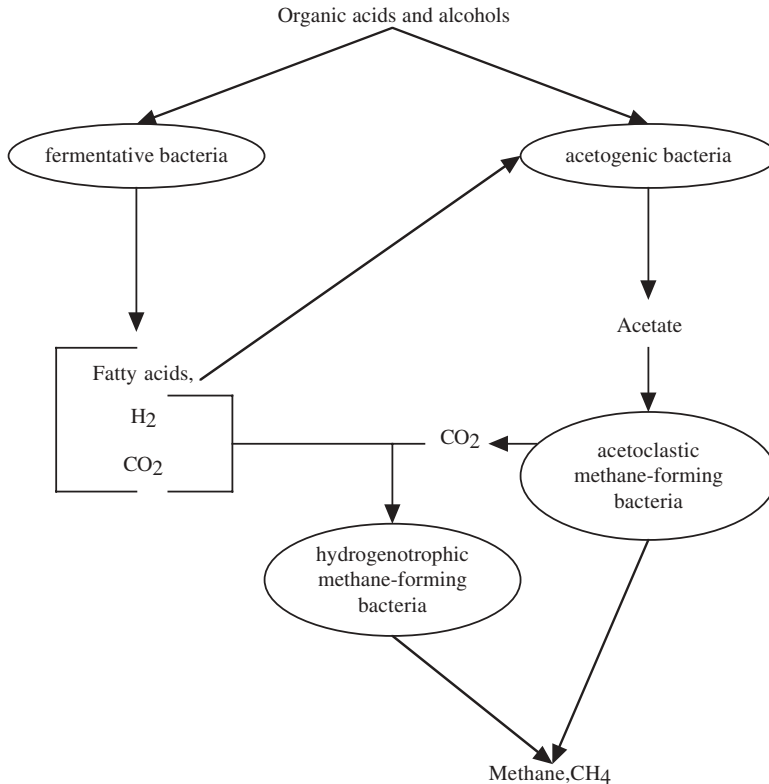 Organic acids and alcohols
fermentative bacteria
acetogenic bacteria
Acetate
Fatty acids,
H2
CO2
CO2
acetoclastic
methane-forming
bacteria
hydrogenotrophic
methane-forming
bacteria
Methane,CH4